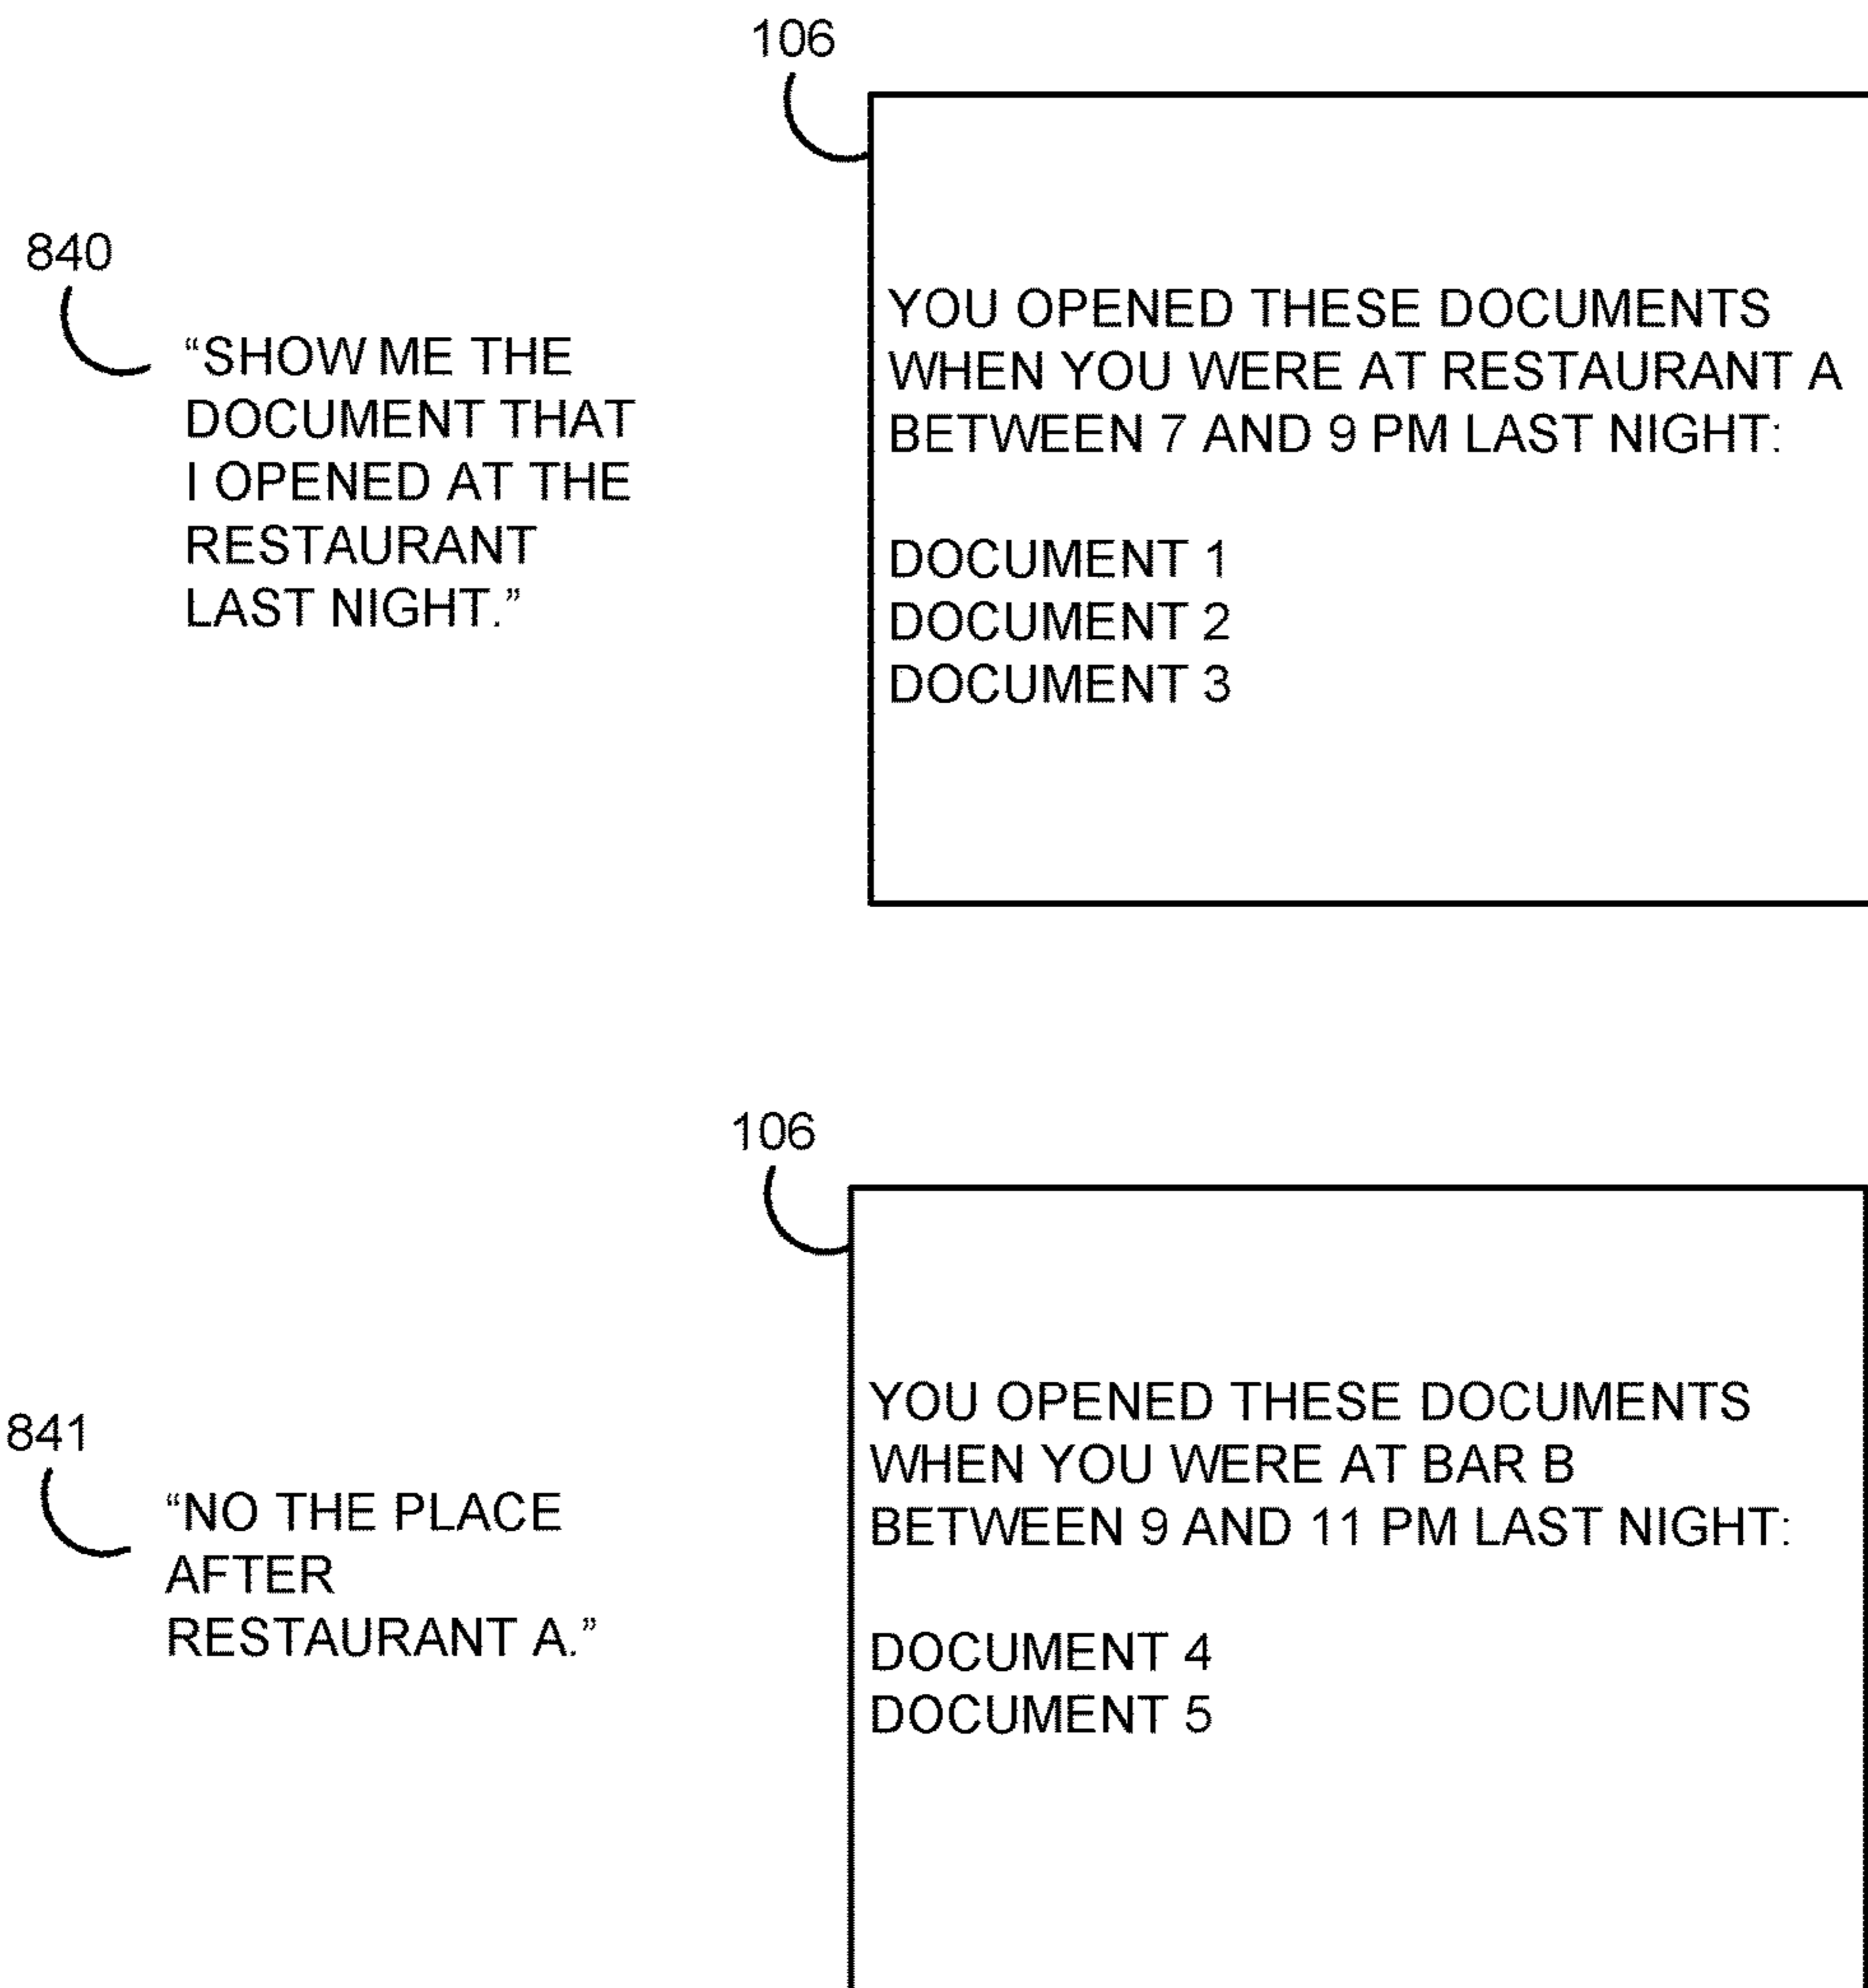 106
840
“SHOW ME THE
DOCUMENT THAT
I OPENED AT THE
RESTAURANT
LAST NIGHT.”
YOU OPENED THESE DOCUMENTS
WHEN YOU WERE AT RESTAURANT A
BETWEEN 7 AND 9 PM LAST NIGHT:
DOCUMENT 1
DOCUMENT 2
DOCUMENT 3
106
841
“NO THE PLACE
AFTER
RESTAURANT A.”
YOU OPENED THESE DOCUMENTS
WHEN YOU WERE AT BAR B
BETWEEN 9 AND 11 PM LAST NIGHT:
DOCUMENT 4
DOCUMENT 5